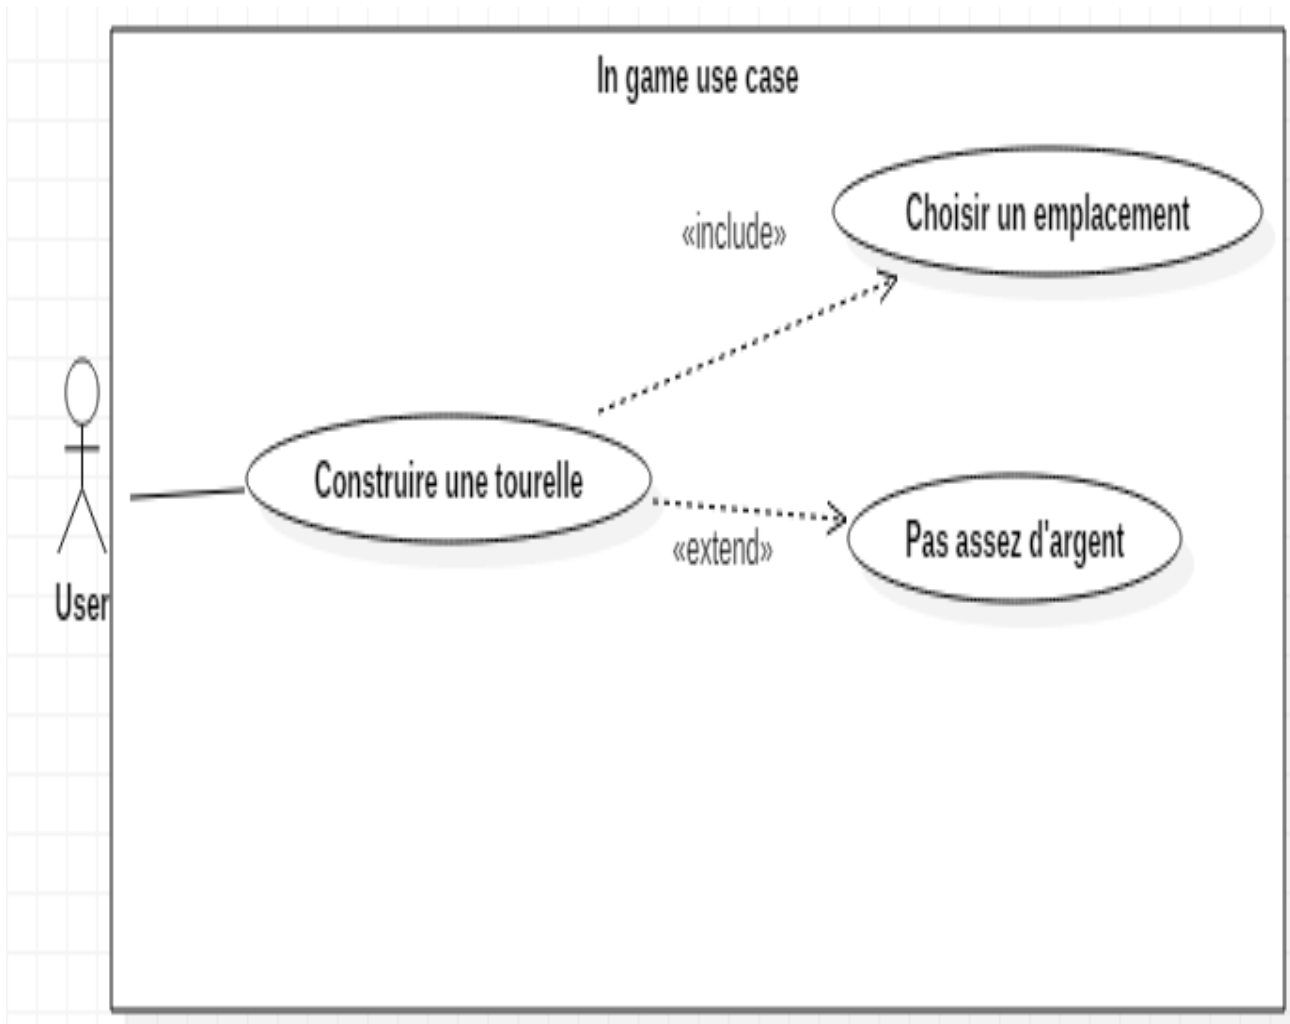 In game use case
Choisir un emplacement
«include»
Construire une tourelle
Pas assez d'argent
«extend»
User